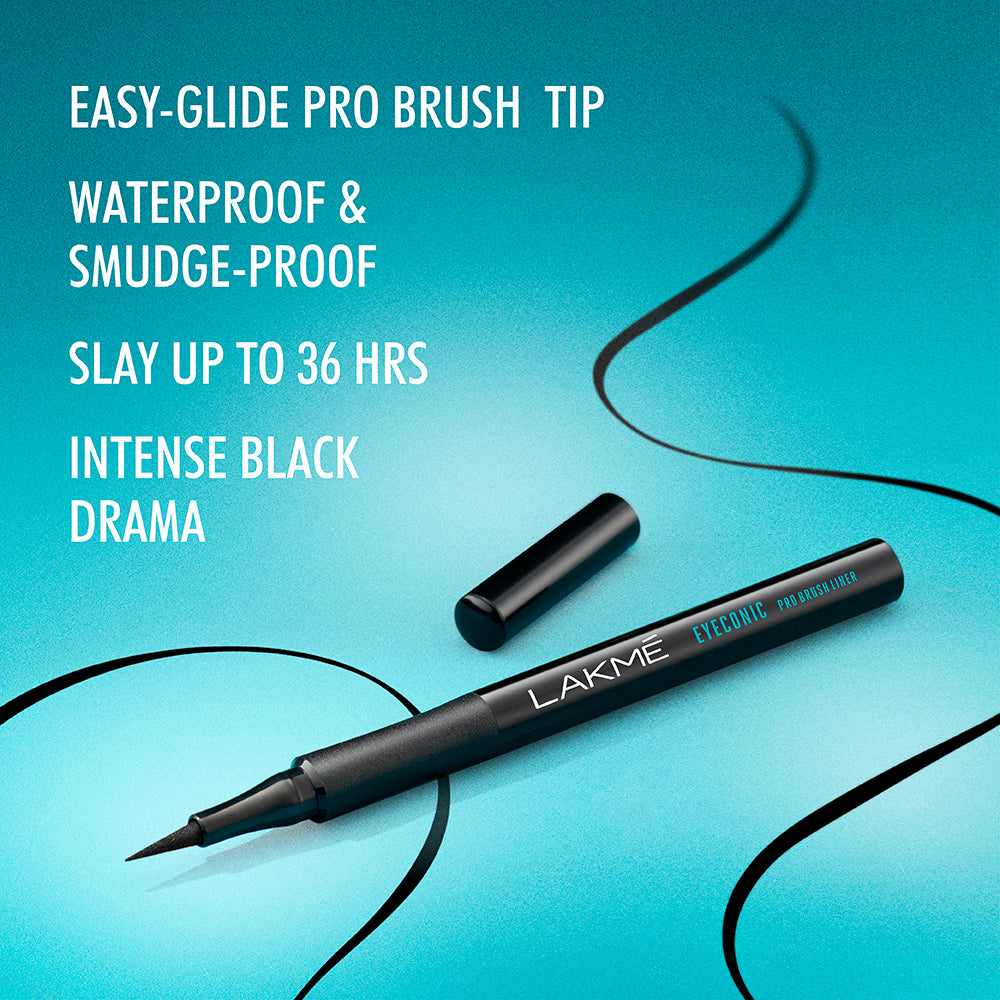 EASY-GLIDE PRO BRUSH TIP
WATERPROOF &
SMUDGE-PROOF
SLAY UP TO 36 HRS
INTENSE BLACK
DRAMA
LAKMÉ EYECONIC PRO BRUSH LINER